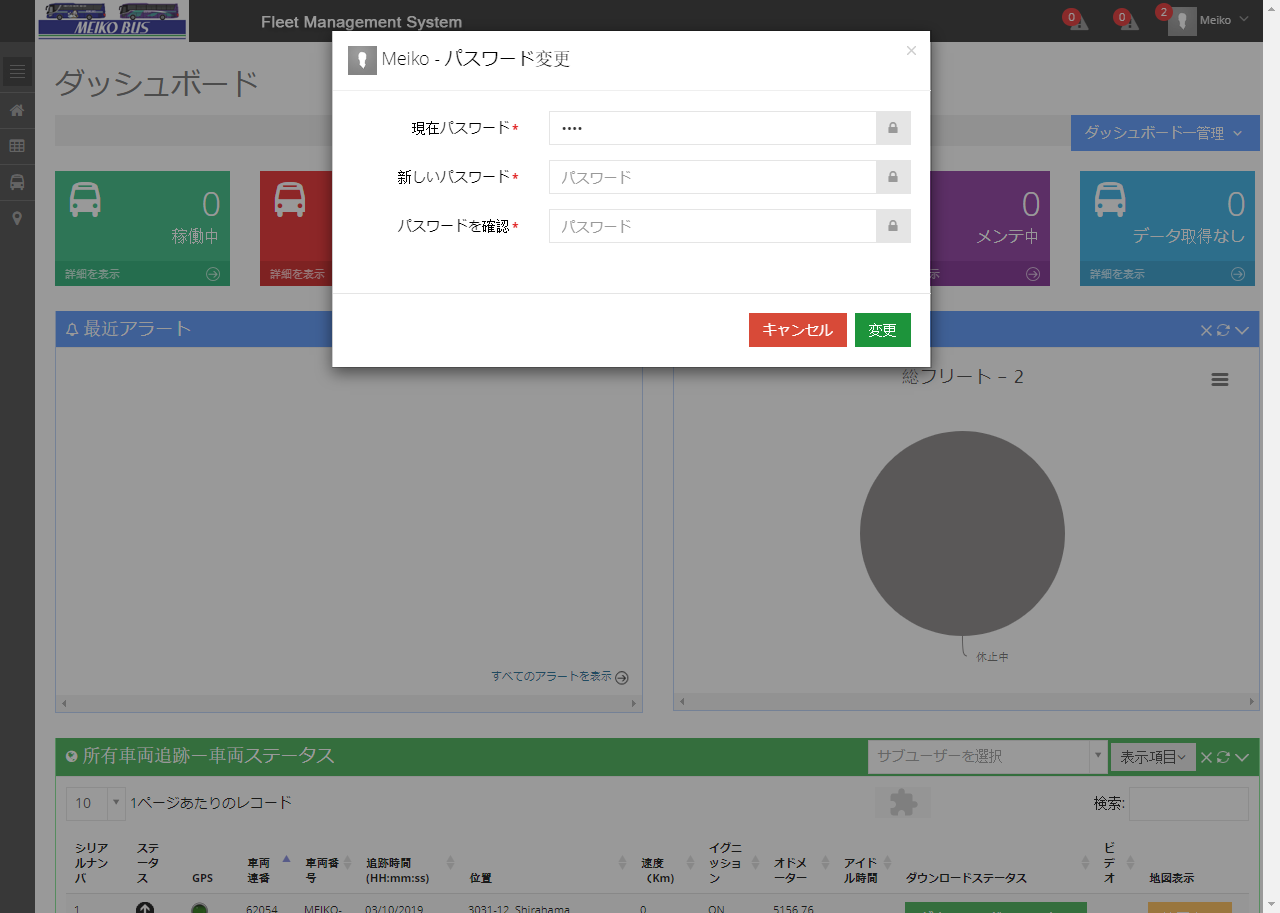 MEIKO BUS
Fleet Management System
0
0
2
Meiko
Meiko - パスワード変更
×
ダッシュボード
現在パスワード*
••••
ダッシュボードー管理
新しいパスワード*
パスワード
パスワードを確認*
パスワード
0
稼働中
詳細を表示
詳細を表示
0
メンテ中
示
0
データ取得なし
詳細を表示
キャンセル
変更
最近アラート
総フリート – 2
休止中
すべてのアラートを表示
所有車両追跡ー車両ステータス
サブユーザーを選択
表示項目
10
1ページあたりのレコード
検索:
シリアルナンバ
ステータス
GPS
車両連番
車両番号
追跡時間 (HH:mm:ss)
位置
速度 (Km)
イグニッション
オドメーター
アイドル時間
ダウンロードステータス
ビデオ
地図表示
1
62054
MEIKO-
03/10/2019
3031-12, Shirahama
0
ON
5156.76